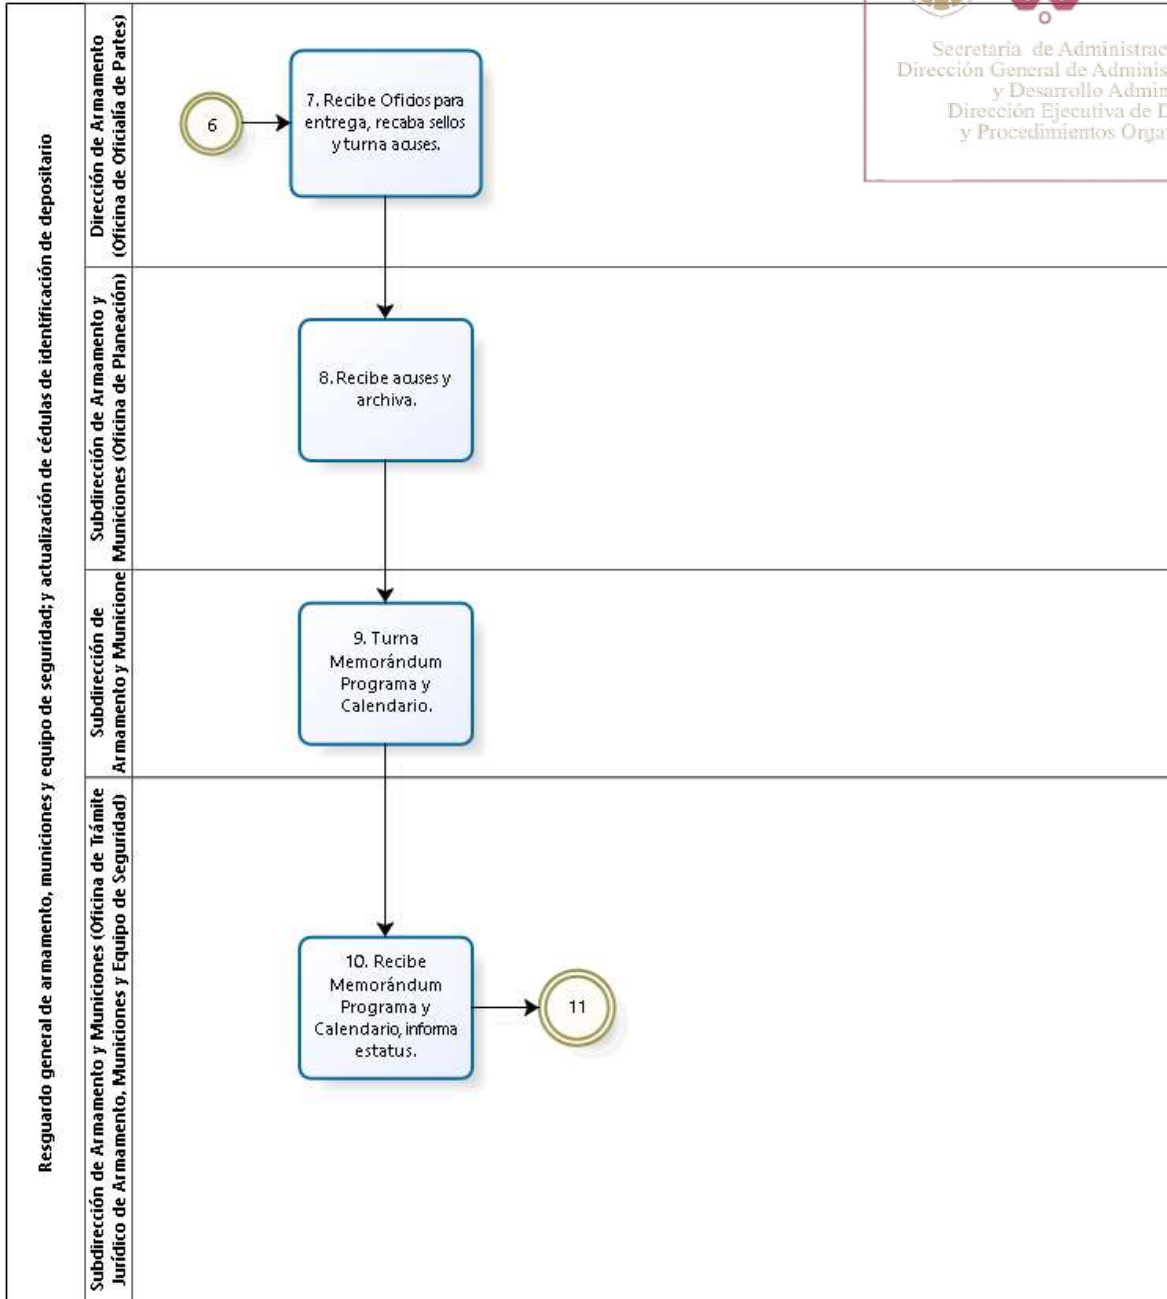 Secretaría de Administrac
Dirección General de Adminis
y Desarrollo Admin
Dirección Ejecutiva de D
y Procedimientos Orga
Resguardo general de armamento, municiones y equipo de seguridad; y actualización de cédulas de identificación de depositario
Dirección de Armamento
(Oficina de Oficialía de Partes)
6
7. Recibe Oficios para
entrega, recaba sellos
y turna acuses.
Subdirección de Armamento y
Municiones (Oficina de Planeación)
8. Recibe acuses y
archiva.
Subdirección de
Armamento y Municione
9. Turna
Memorándum
Programa y
Calendario.
Subdirección de Armamento y Municiones (Oficina de Trámite
Jurídico de Armamento, Municiones y Equipo de Seguridad)
10. Recibe
Memorándum
Programa y
Calendario, informa
estatus.
11